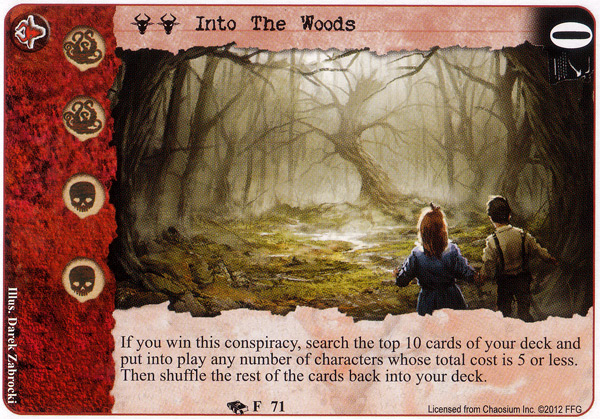 Into The Woods
0
If you win this conspiracy, search the top 10 cards of your deck and
put into play any number of characters whose total cost is 5 or less.
Then shuffle the rest of the cards back into your deck.
Illus. Darek Zabrocki
F 71
Licensed from Chaosium Inc. ©2012 FFG